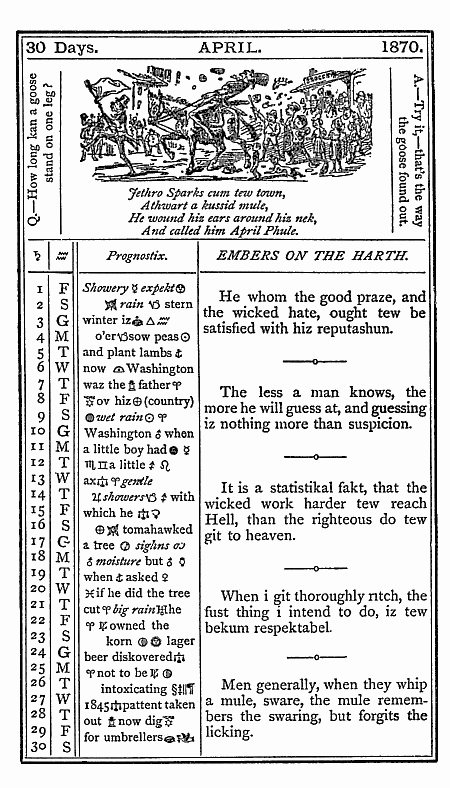 30 Days. APRIL. 1870.
Q.—How long kan a goose
stand on one leg?
A.—Try it,—that's the way
the goose found out.
Jethro Sparks cum tew town,
Athwart a kussid mule,
He wound hiz ears around hiz nek,
And called him April Phule.
♄ ♒ Prognostix.
1 F Showery ☿ expekt
2 S rain ♑ stern
3 G winter iz △ ♒
4 M o'er ♑ sow peas ☉
5 T and plant lambs
6 W now Washington
7 T waz the father ♈
8 F ov hiz ⊕ (country)
9 S wet rain ☉ ♈
10 G Washington ♂ when
11 M a little boy had ☿
12 T ♏ ♊ a little ♌
13 W ax ♈ gentle
14 T ♃ showers ♑ with
15 F which he
16 S ⊕ tomahawked
17 G a tree sighns
18 M ♂ moisture but ♂ ☿
19 T when asked ♀
20 W ♓ if he did the tree
21 T cut ♈ big rain the
22 F ♈ owned the
23 S korn lager
24 G beer diskovered
25 M ♈ not to be
26 T intoxicating
27 W 1845 pattent taken
28 T out now dig
29 F for umbrellers
30 S
EMBERS ON THE HARTH.
He whom the good praze, and
the wicked hate, ought tew be
satisfied with hiz reputashun.
The less a man knows, the
more he will guess at, and guessing
iz nothing more than suspicion.
It is a statistikal fakt, that the
wicked work harder tew reach
Hell, than the righteous do tew
git to heaven.
When i git thoroughly ritch, the
fust thing i intend to do, iz tew
bekum respektabel.
Men generally, when they whip
a mule, sware, the mule remem-
bers the swaring, but forgits the
licking.